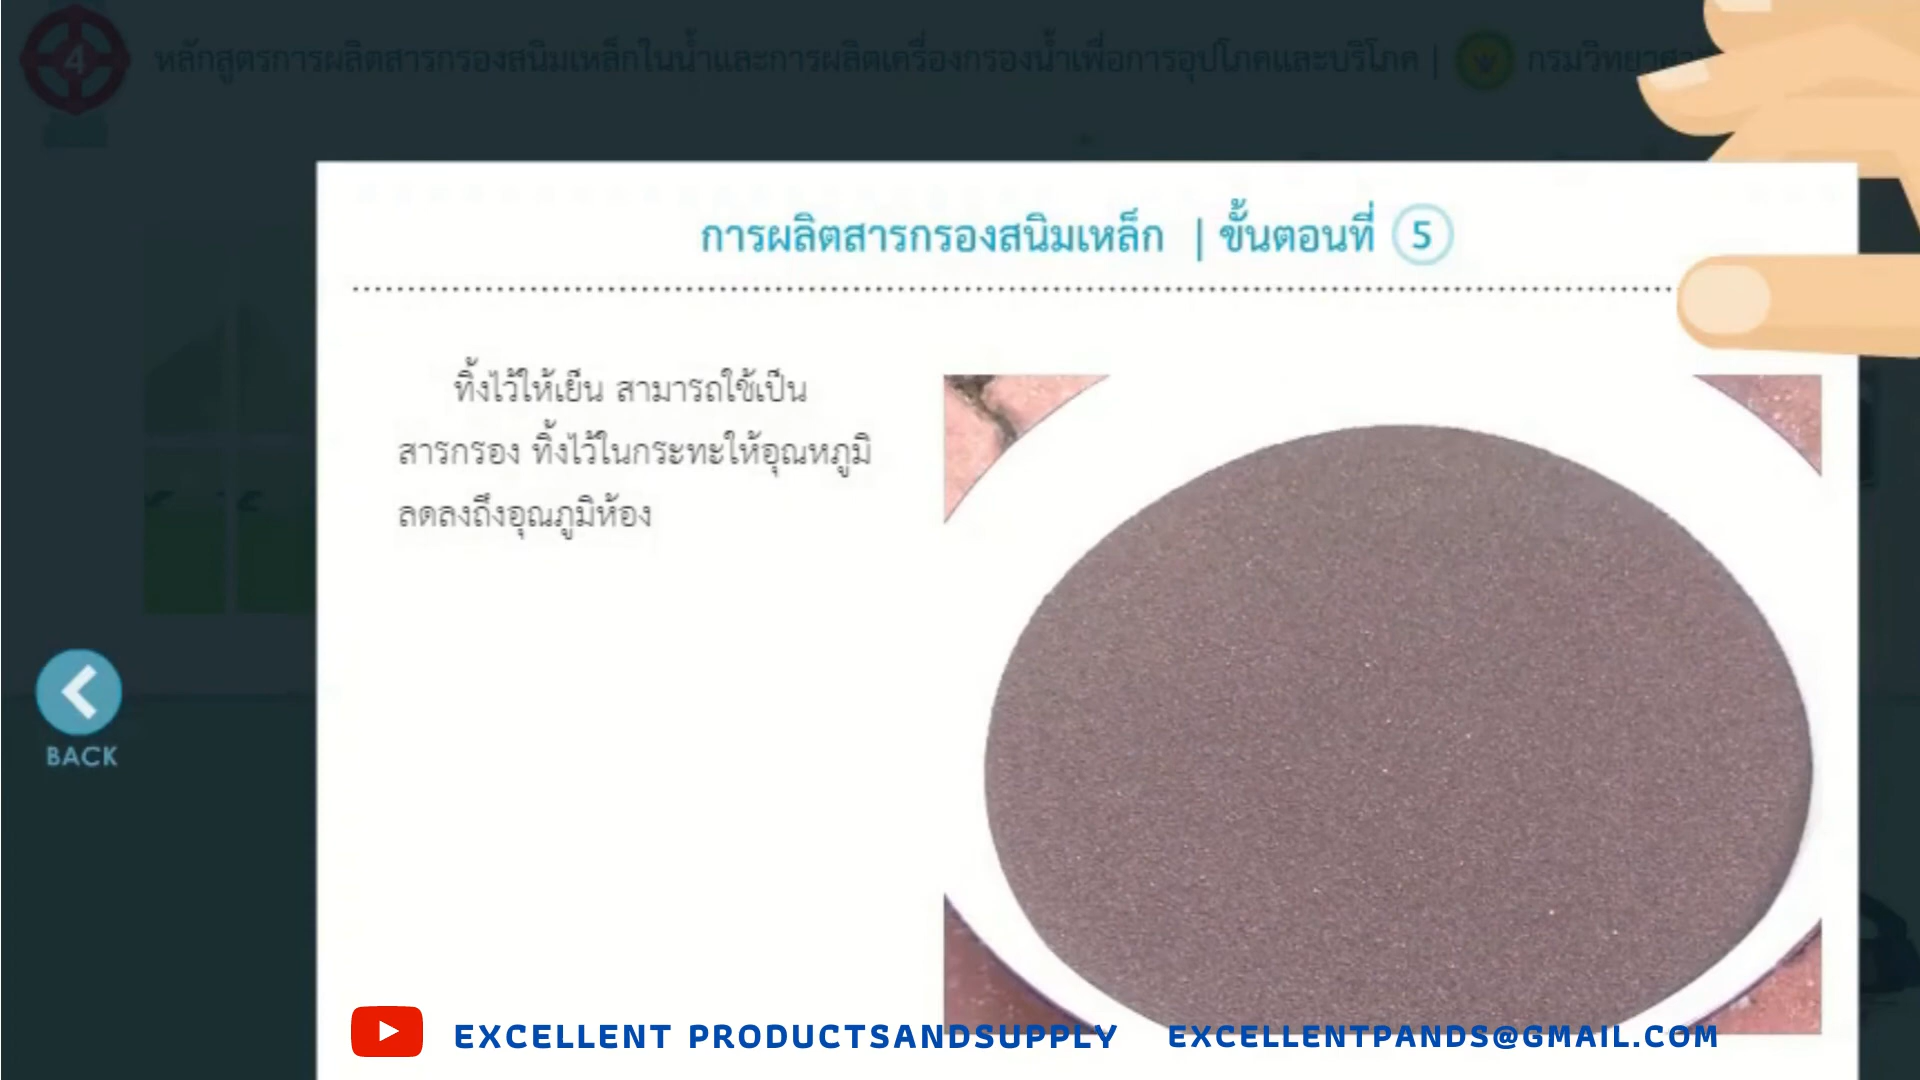 4 หลักสูตรการผลิตสารกรองสนิมเหล็กในน้ำและการผลิตเครื่องกรองน้ำเพื่อการอุปโภคและบริโภค |
การผลิตสารกรองสนิมเหล็ก | ขั้นตอนที่ 5
ทิ้งไว้ให้เย็น สามารถใช้เป็น
สารกรอง ทิ้งไว้ในกระทะให้อุณหภูมิ
ลดลงถึงอุณภูมิห้อง
BACK
EXCELLENT PRODUCTSANDSUPPLY EXCELLENTPANDS@GMAIL.COM